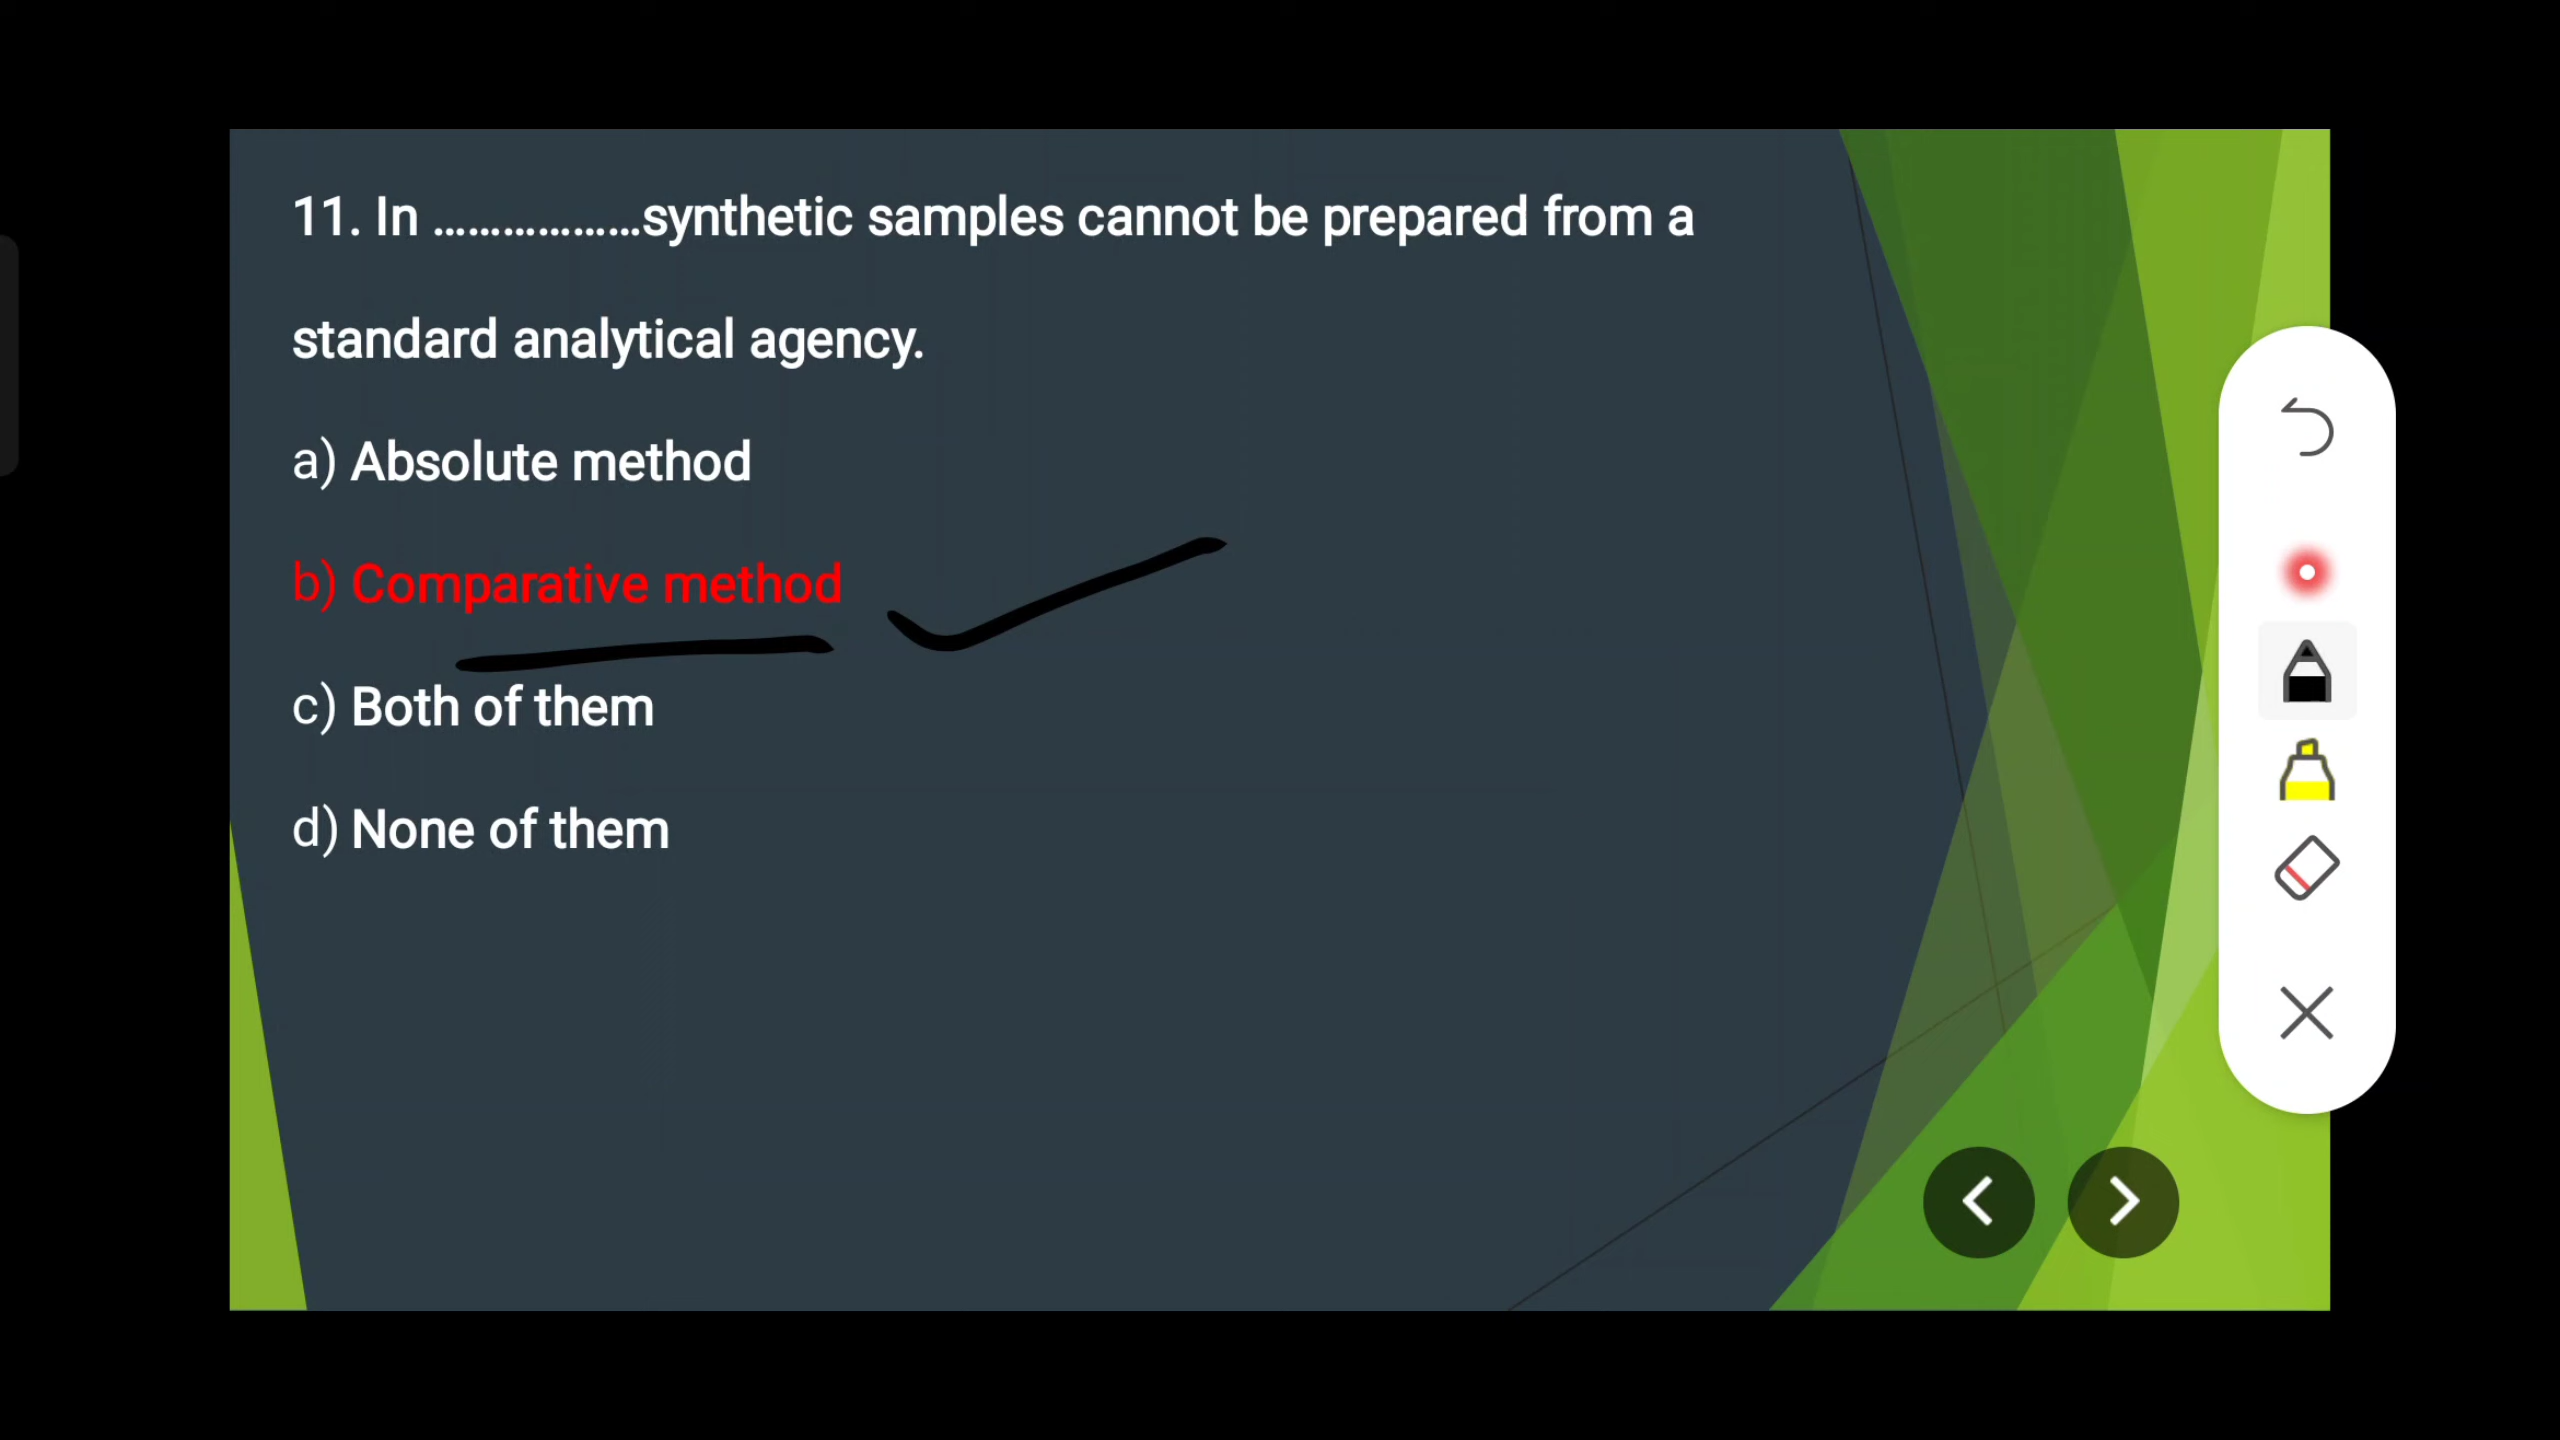 11. In ..................synthetic samples cannot be prepared from a
standard analytical agency.
a) Absolute method
b) Comparative method
c) Both of them
d) None of them